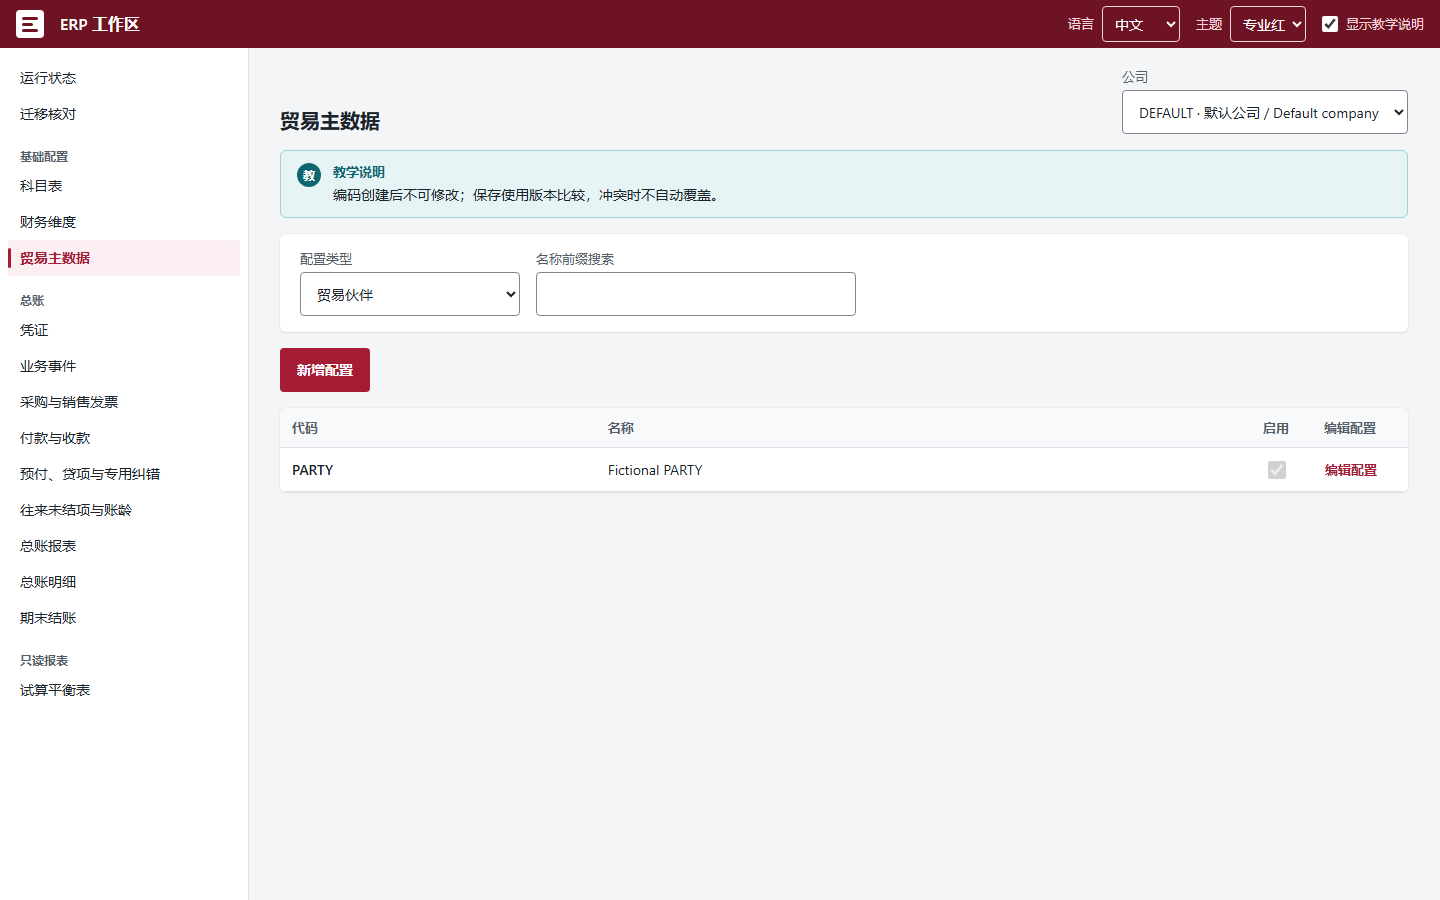 ERP 工作区
语言 中文 主题 专业红 显示教学说明
运行状态
迁移核对
基础配置
科目表
财务维度
贸易主数据
总账
凭证
业务事件
采购与销售发票
付款与收款
预付、贷项与专用纠错
往来未结项与账龄
总账报表
总账明细
期末结账
只读报表
试算平衡表
贸易主数据
公司
DEFAULT · 默认公司 / Default company
教 教学说明
编码创建后不可修改；保存使用版本比较，冲突时不自动覆盖。
配置类型 名称前缀搜索
贸易伙伴
新增配置
代码 名称 启用 编辑配置
PARTY Fictional PARTY 编辑配置